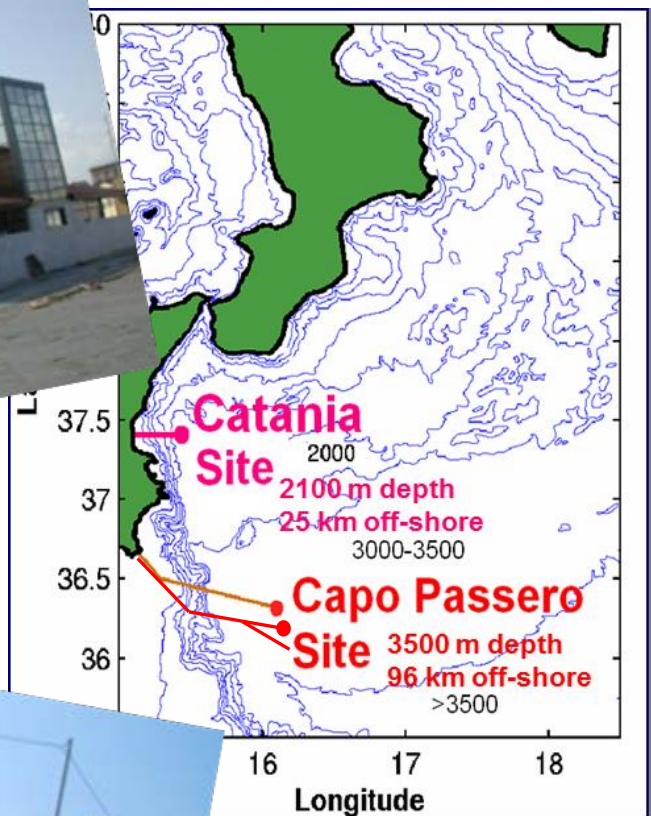 Catania
Site
2000
2100 m depth
25 km off-shore
3000-3500
Capo Passero
Site
3500 m depth
96 km off-shore
>3500
37.5
37
36.5
36
16
17
18
Longitude